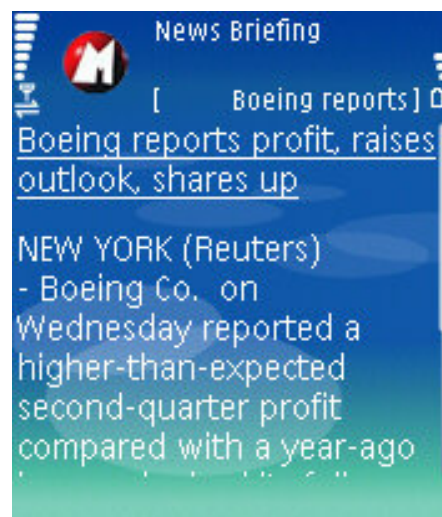 News Briefing
M
[ Boeing reports]
Boeing reports profit, raises
outlook, shares up
NEW YORK (Reuters)
- Boeing Co. on
Wednesday reported a
higher-than-expected
second-quarter profit
compared with a year-ago